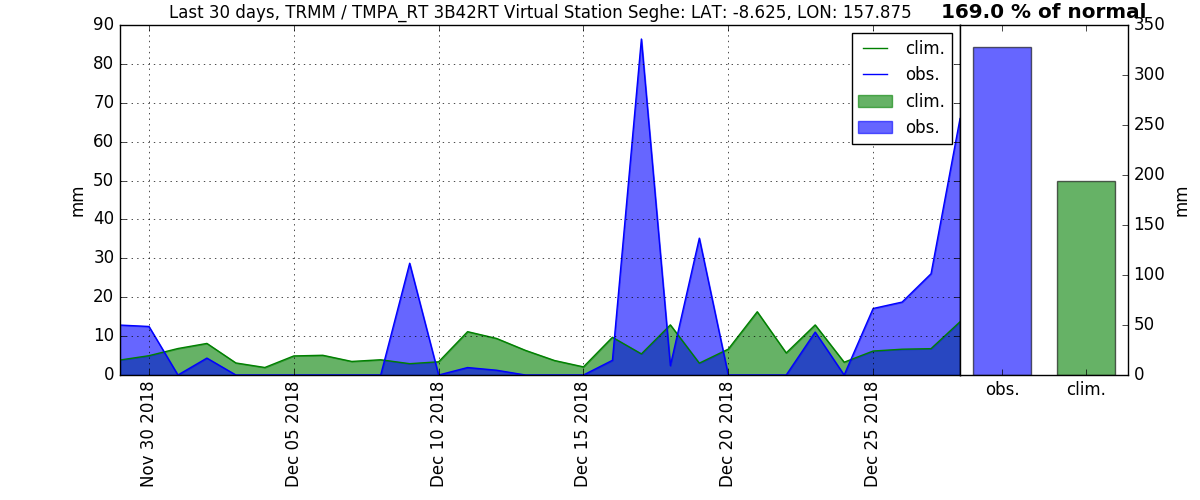 Last 30 days, TRMM / TMPA_RT 3B42RT Virtual Station Seghe: LAT: -8.625, LON: 157.875
169.0 % of normal
90
80
70
60
50
40
30
20
10
0
mm
clim.
obs.
clim.
obs.
Nov 30 2018
Dec 05 2018
Dec 10 2018
Dec 15 2018
Dec 20 2018
Dec 25 2018
350
300
250
200
150
100
50
0
mm
obs.
clim.